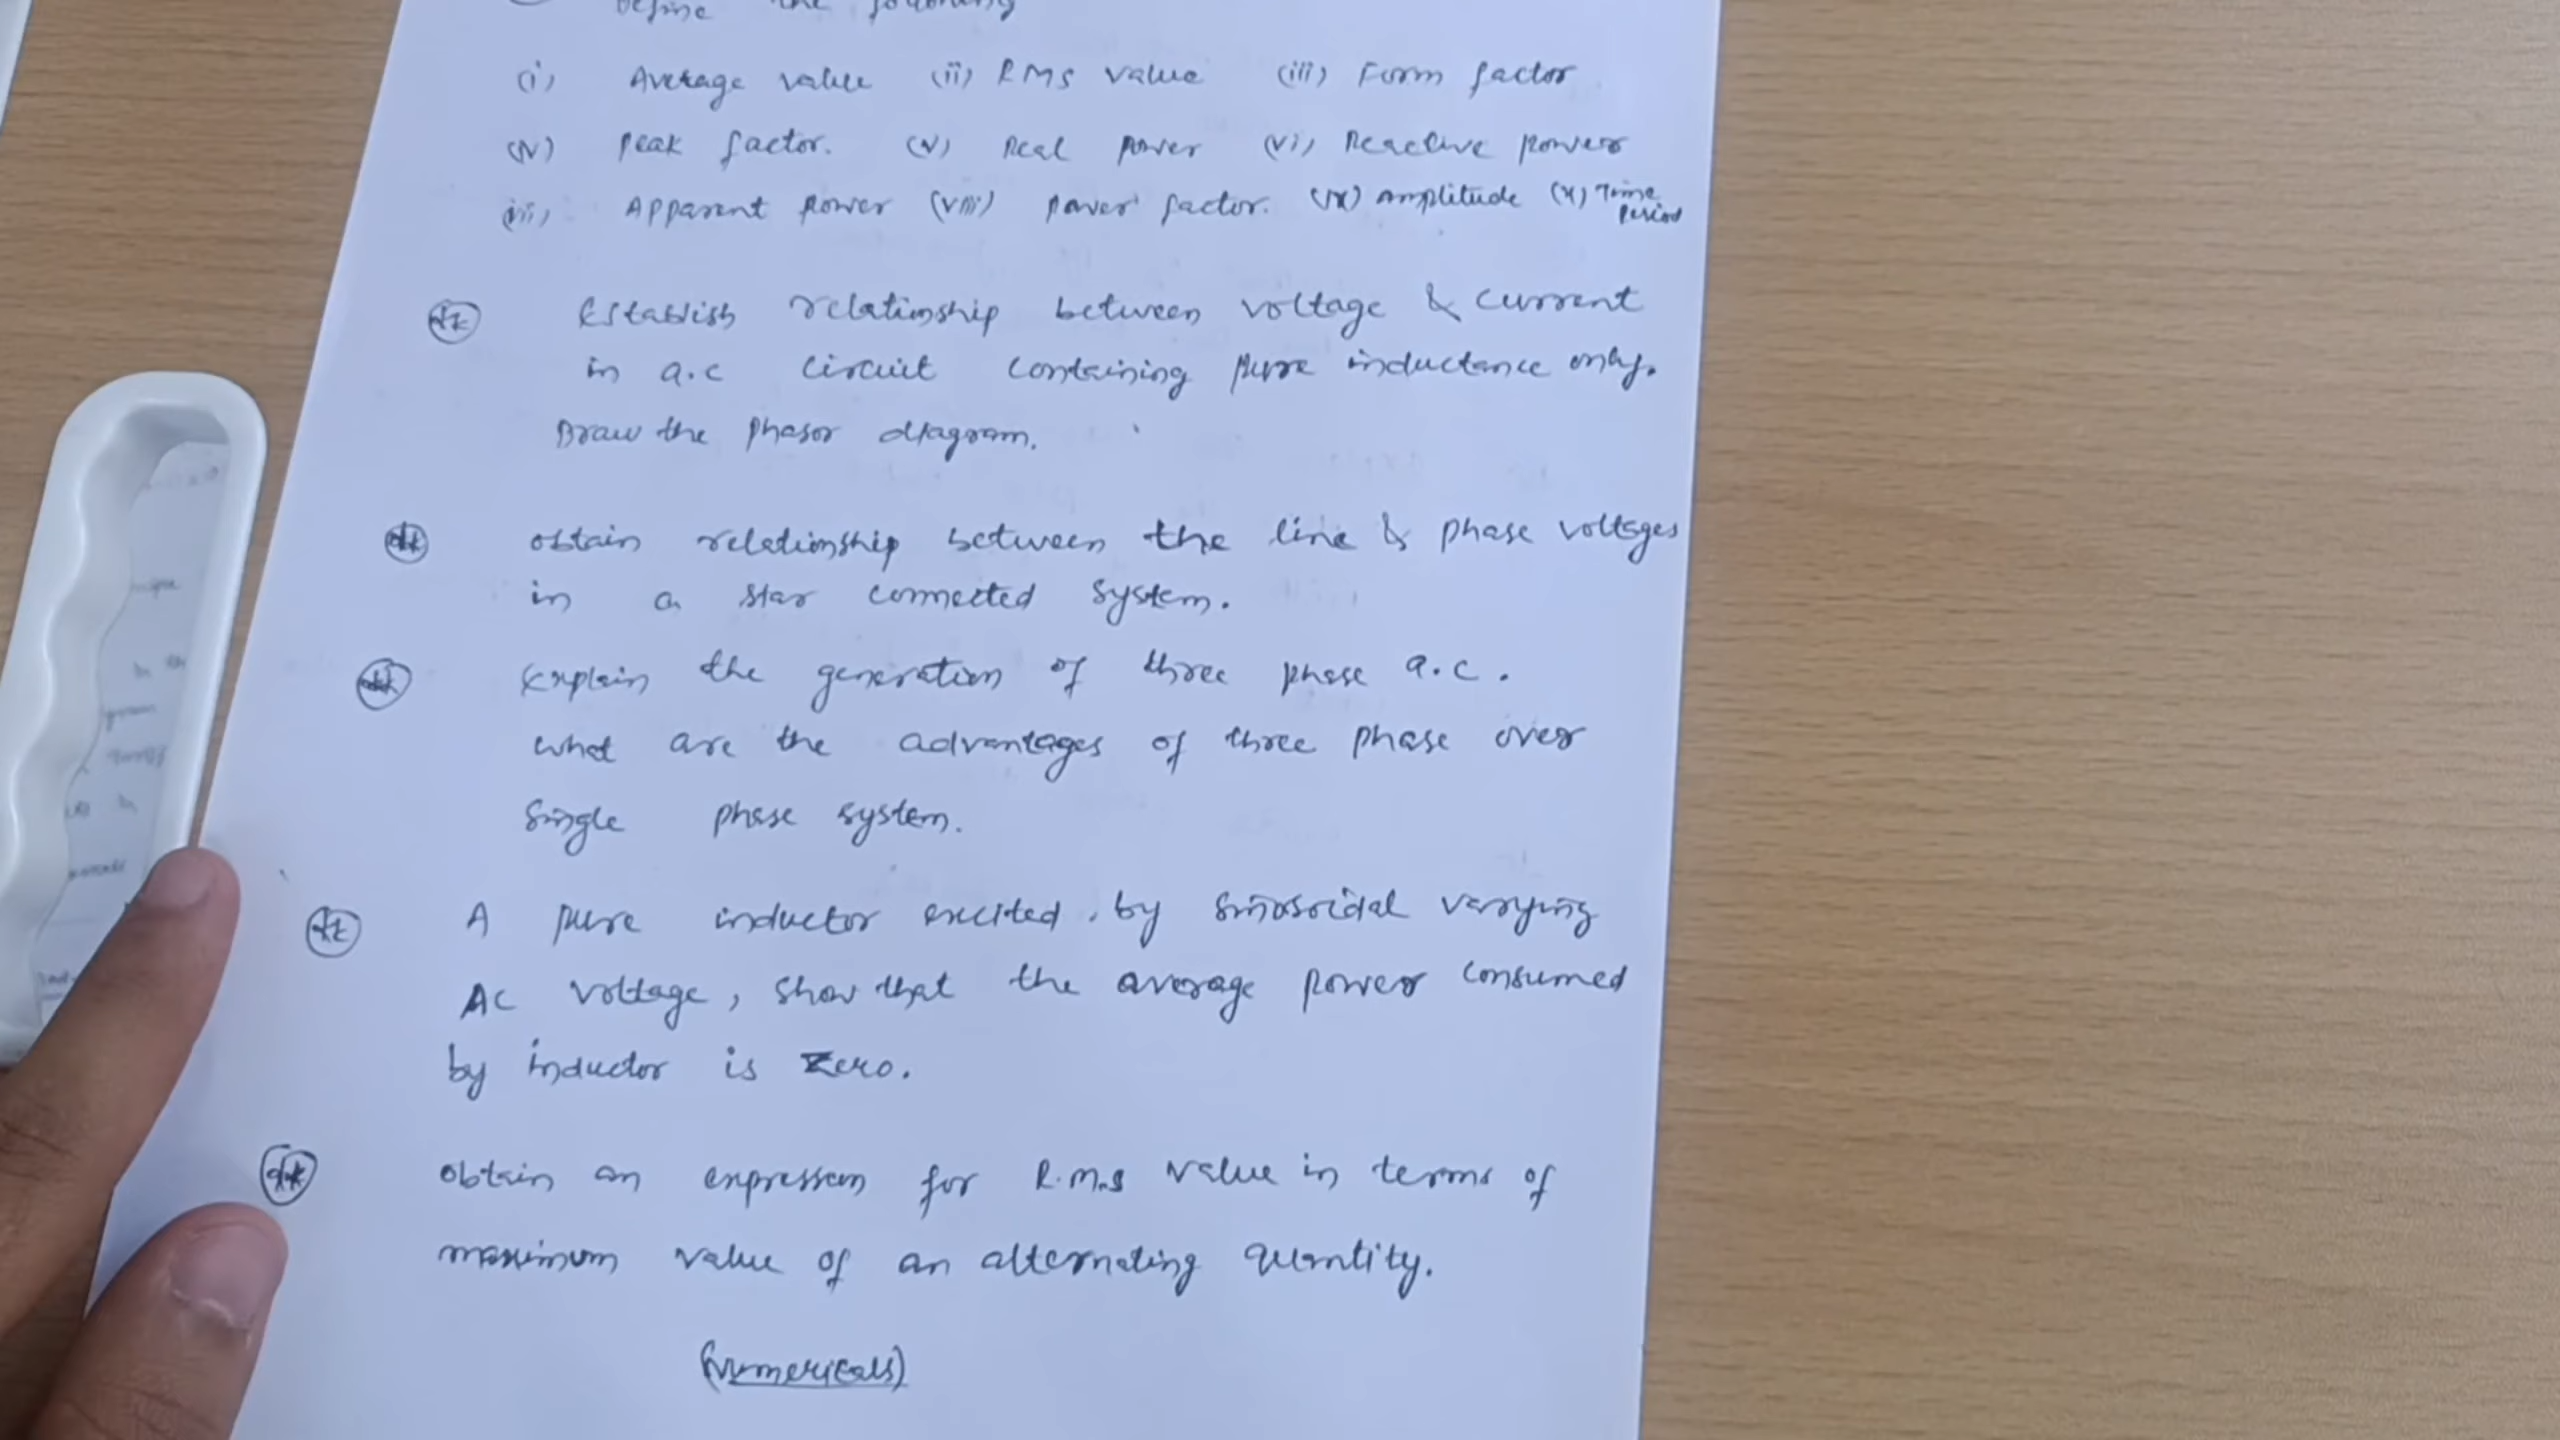 Define the following
(i) Average value (ii) RMS value (iii) Form factor
(iv) Peak factor. (v) Real power (vi) Reactive power
(vii) Apparent power (viii) power factor. (ix) Amplitude (x) Time period
Establish relationship between voltage & current
in a.c circuit containing pure inductance only.
Draw the phasor diagram.
obtain relationship between the line & phase voltages
in a star connected system.
Explain the generation of three phase a.c.
what are the advantages of three phase over
single phase system.
A pure inductor excited by sinusoidal varying
AC voltage, show that the average power consumed
by inductor is zero.
obtain an expression for R.M.S value in terms of
maximum value of an alternating quantity.
(Numericals)